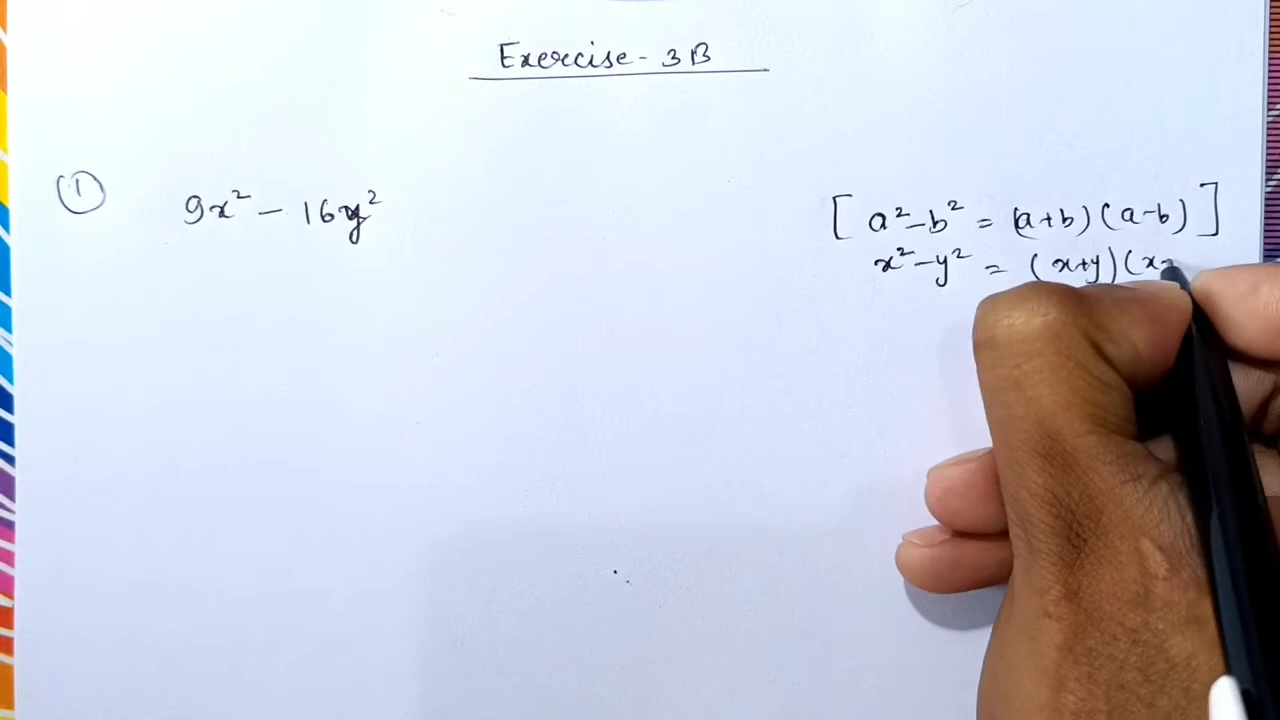 Exercise - 3B
① 9x² - 16y²
[a² - b² = (a+b)(a-b)]
x² - y² = (x+y)(x-